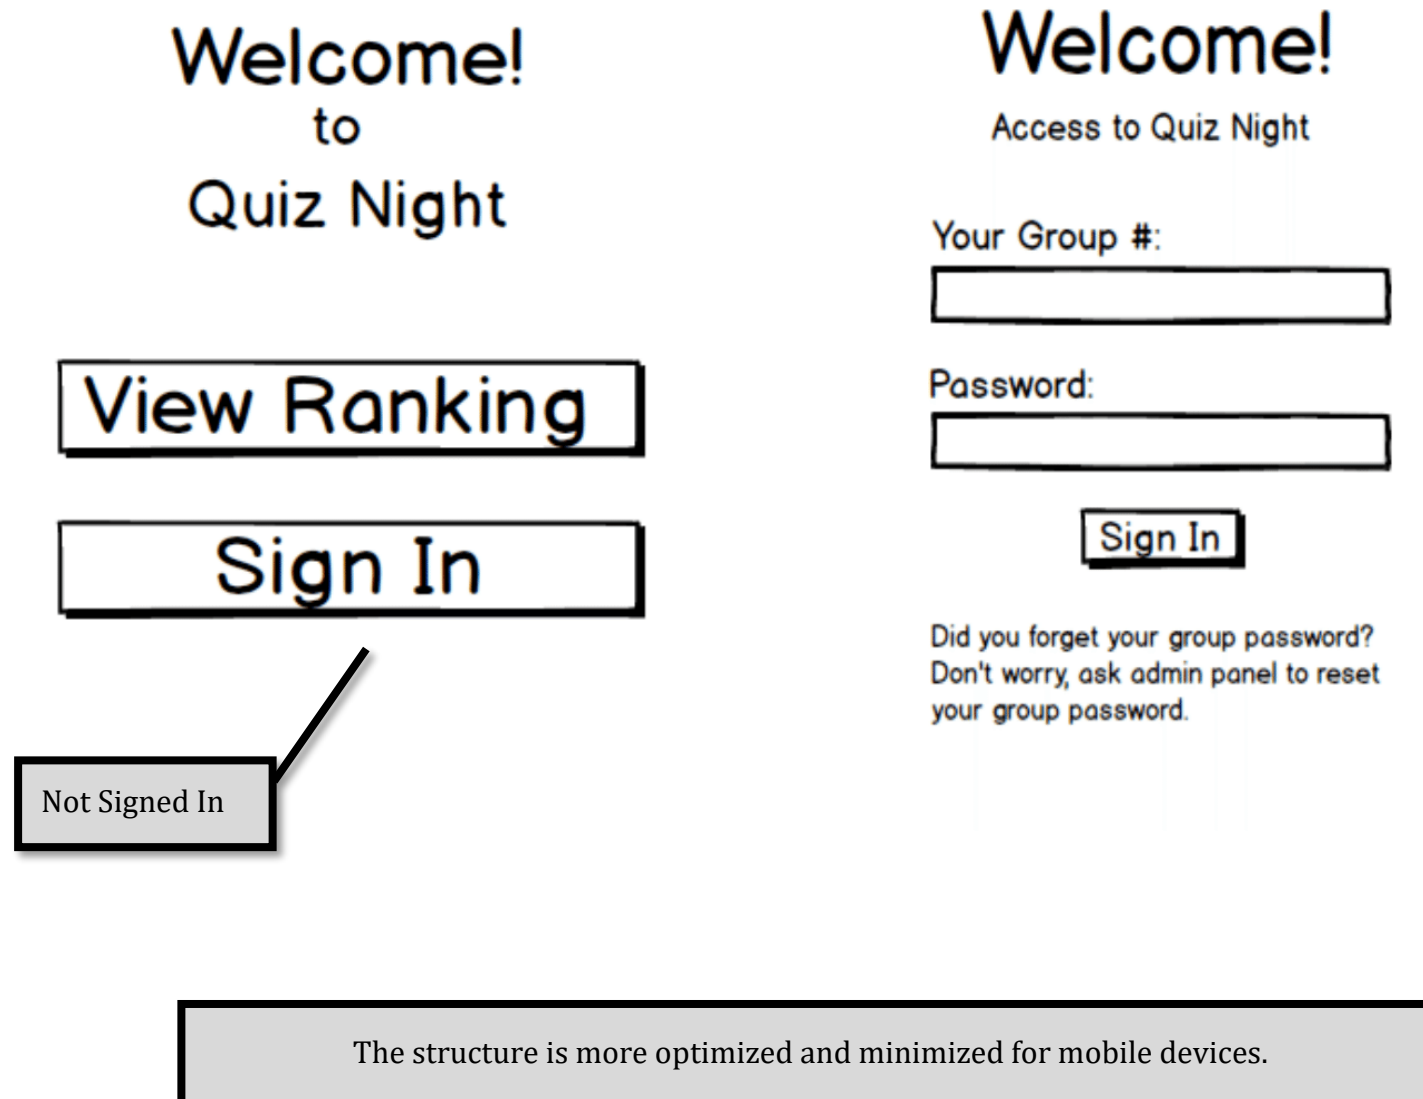 Welcome!
to
Quiz Night
View Ranking
Sign In
Not Signed In
Welcome!
Access to Quiz Night
Your Group #:
Password:
Sign In
Did you forget your group password?
Don't worry, ask admin panel to reset
your group password.
The structure is more optimized and minimized for mobile devices.